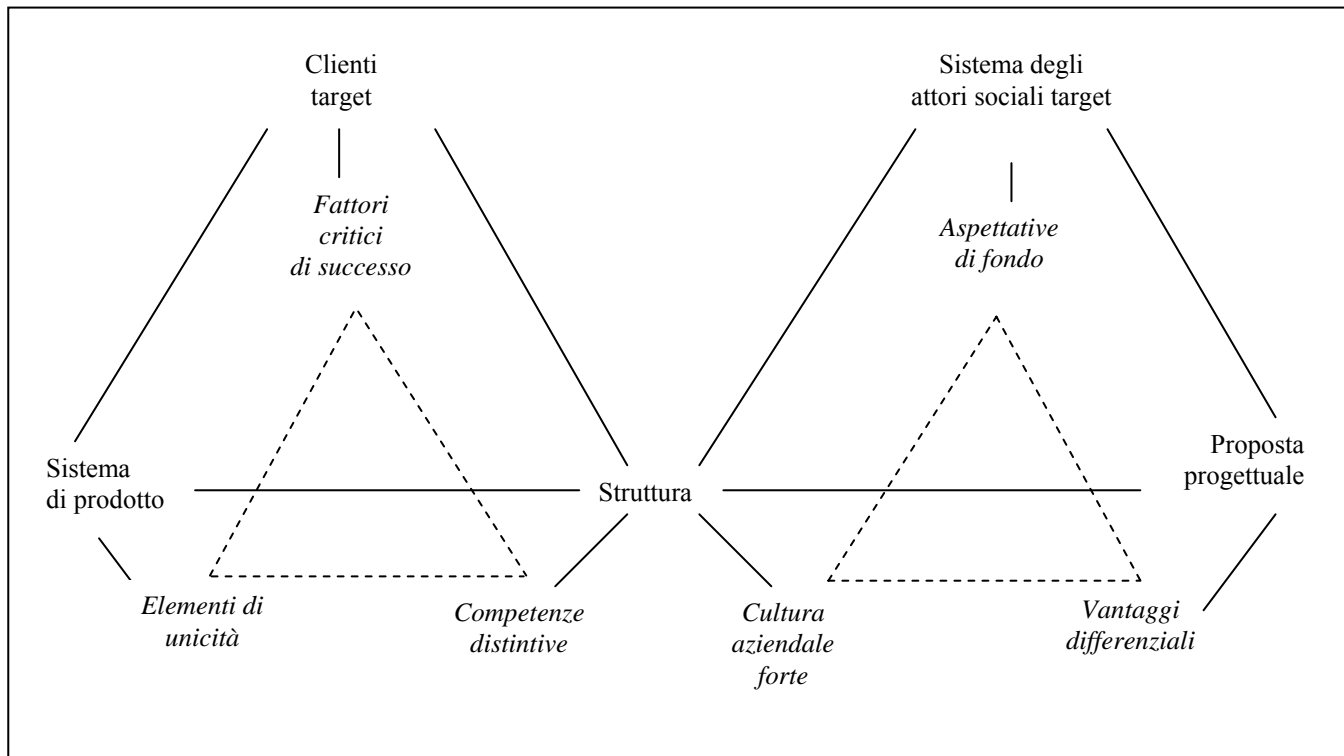 Clienti
target
Sistema degli
attori sociali target
Fattori
critici
di successo
Aspettative
di fondo
Sistema
di prodotto
Struttura
Proposta
progettuale
Elementi di
unicità
Competenze
distintive
Cultura
aziendale
forte
Vantaggi
differenziali